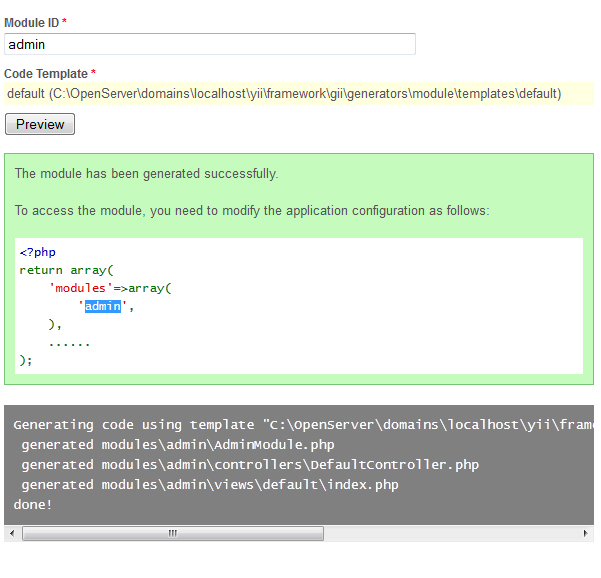 Module ID *
admin
Code Template *
default (C:\OpenServer\domains\localhost\yii\framework\gii\generators\module\templates\default)
Preview
The module has been generated successfully.
To access the module, you need to modify the application configuration as follows:
<?php
return array(
'modules'=>array(
'admin',
),
......
);
Generating code using template "C:\OpenServer\domains\localhost\yii\frame
generated modules\admin\AdminModule.php
generated modules\admin\controllers\DefaultController.php
generated modules\admin\views\default\index.php
done!